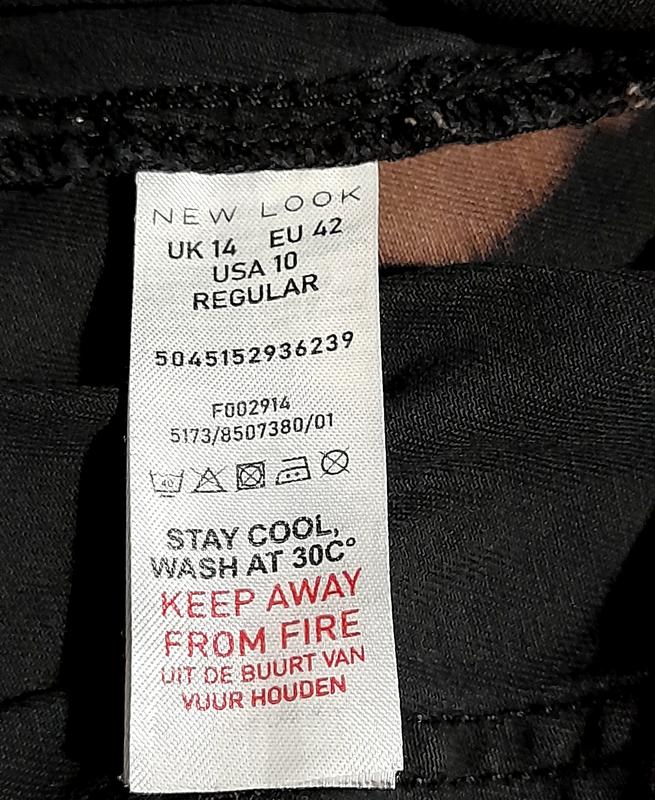 NEW LOOK
UK 14 EU 42
USA 10
REGULAR
5045152936239
F002914
5173/8507380/01
40
STAY COOL,
WASH AT 30C°
KEEP AWAY
FROM FIRE
UIT DE BUURT VAN
VUUR HOUDEN